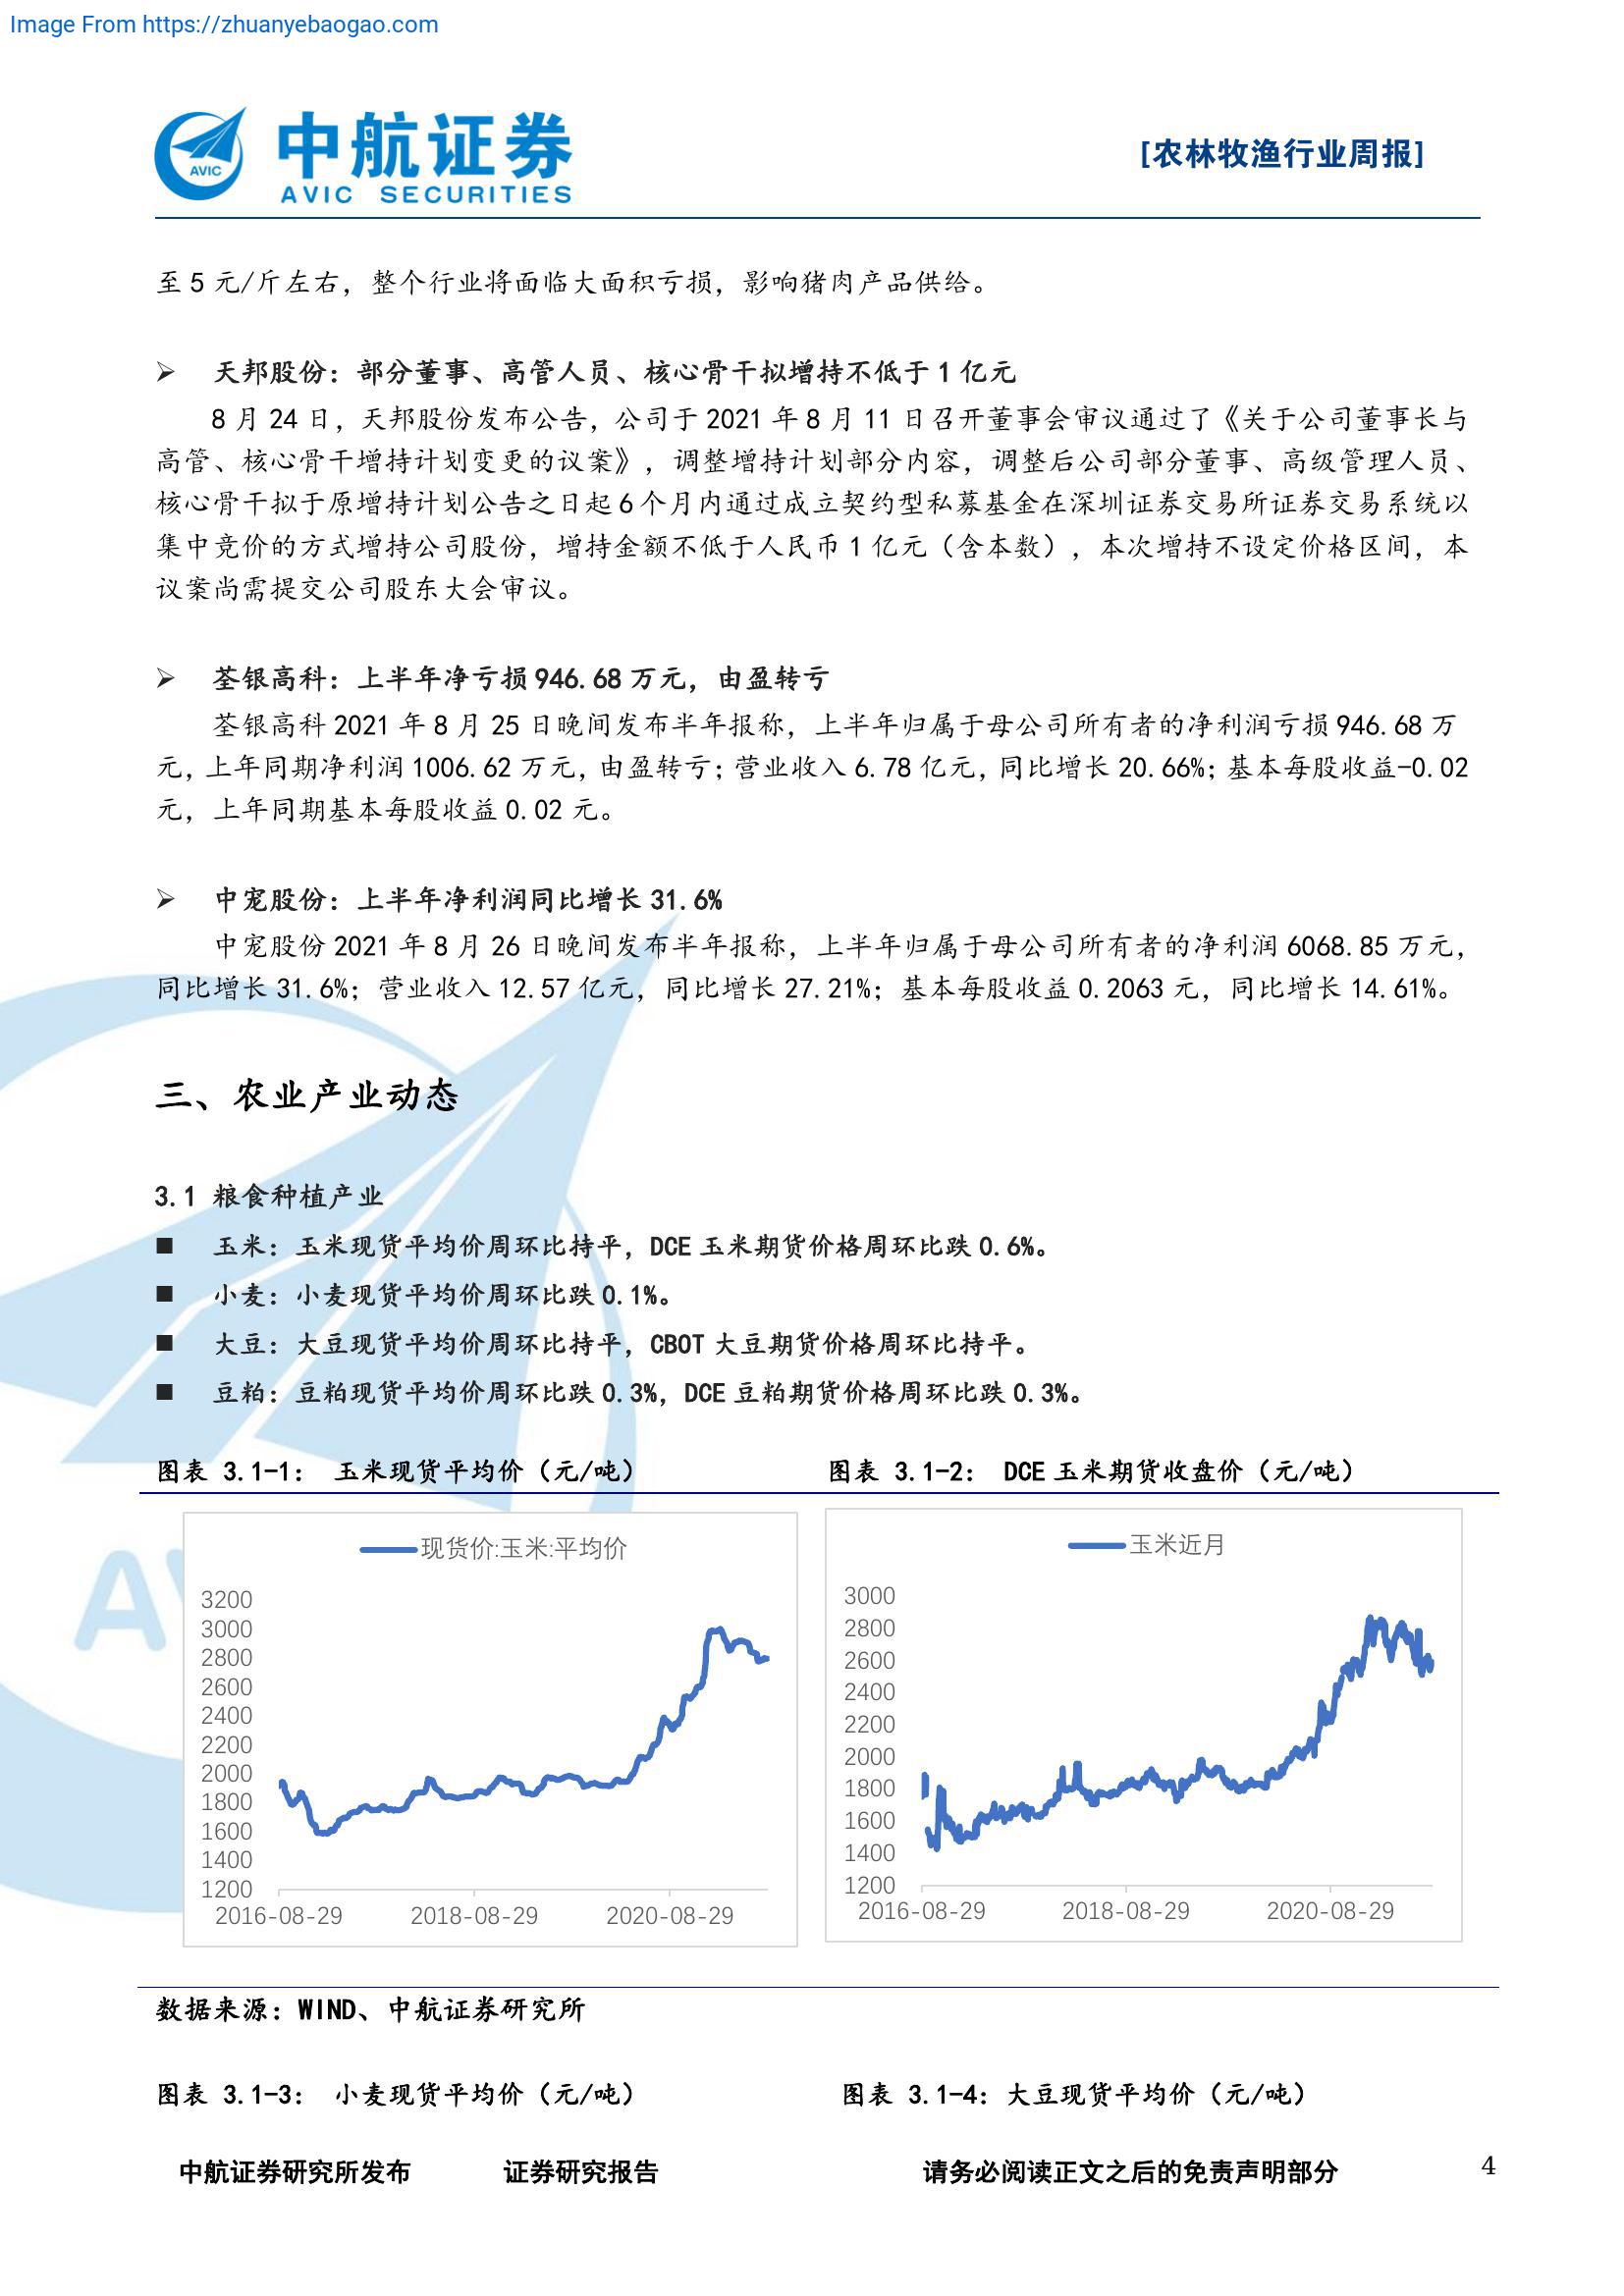 Image From https://zhuanyebaogao.com
AVIC
中航证券
AVIC SECURITIES
[农林牧渔行业周报]
至 5 元/斤左右，整个行业将面临大面积亏损，影响猪肉产品供给。
➢ 天邦股份：部分董事、高管人员、核心骨干拟增持不低于 1 亿元
8 月 24 日，天邦股份发布公告，公司于 2021 年 8 月 11 日召开董事会审议通过了《关于公司董事长与
高管、核心骨干增持计划变更的议案》，调整增持计划部分内容，调整后公司部分董事、高级管理人员、
核心骨干拟于原增持计划公告之日起 6 个月内通过成立契约型私募基金在深圳证券交易所证券交易系统以
集中竞价的方式增持公司股份，增持金额不低于人民币 1 亿元（含本数），本次增持不设定价格区间，本
议案尚需提交公司股东大会审议。
➢ 荃银高科：上半年净亏损 946.68 万元，由盈转亏
荃银高科 2021 年 8 月 25 日晚间发布半年报称，上半年归属于母公司所有者的净利润亏损 946.68 万
元，上年同期净利润 1006.62 万元，由盈转亏；营业收入 6.78 亿元，同比增长 20.66%；基本每股收益-0.02
元，上年同期基本每股收益 0.02 元。
➢ 中宠股份：上半年净利润同比增长 31.6%
中宠股份 2021 年 8 月 26 日晚间发布半年报称，上半年归属于母公司所有者的净利润 6068.85 万元，
同比增长 31.6%；营业收入 12.57 亿元，同比增长 27.21%；基本每股收益 0.2063 元，同比增长 14.61%。
三、农业产业动态
3.1 粮食种植产业
■ 玉米：玉米现货平均价周环比持平，DCE 玉米期货价格周环比跌 0.6%。
■ 小麦：小麦现货平均价周环比跌 0.1%。
■ 大豆：大豆现货平均价周环比持平，CBOT 大豆期货价格周环比持平。
■ 豆粕：豆粕现货平均价周环比跌 0.3%，DCE 豆粕期货价格周环比跌 0.3%。
图表 3.1-1： 玉米现货平均价（元/吨）
图表 3.1-2： DCE 玉米期货收盘价（元/吨）
现货价:玉米:平均价
3200
3000
2800
2600
2400
2200
2000
1800
1600
1400
1200
2016-08-29 2018-08-29 2020-08-29
玉米近月
3000
2800
2600
2400
2200
2000
1800
1600
1400
1200
2016-08-29 2018-08-29 2020-08-29
数据来源：WIND、中航证券研究所
图表 3.1-3： 小麦现货平均价（元/吨）
图表 3.1-4：大豆现货平均价（元/吨）
中航证券研究所发布 证券研究报告 请务必阅读正文之后的免责声明部分 4